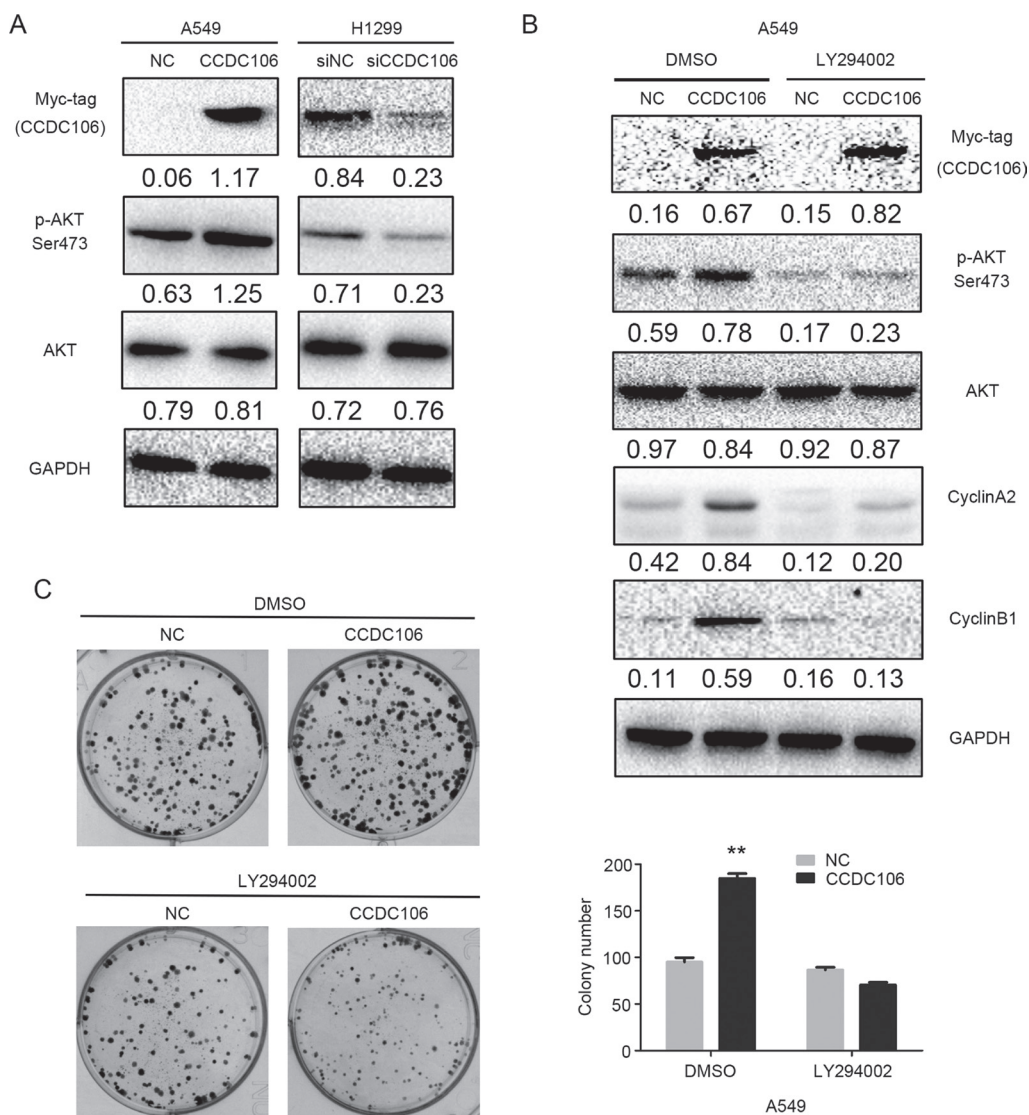 A
A549
H1299
NC CCDC106
siNC siCCDC106
Myc-tag
(CCDC106)
0.06 1.17 0.84 0.23
p-AKT
Ser473
0.63 1.25 0.71 0.23
AKT
0.79 0.81 0.72 0.76
GAPDH
B
A549
DMSO
LY294002
NC CCDC106 NC CCDC106
Myc-tag
(CCDC106)
0.16 0.67 0.15 0.82
p-AKT
Ser473
0.59 0.78 0.17 0.23
AKT
0.97 0.84 0.92 0.87
CyclinA2
0.42 0.84 0.12 0.20
CyclinB1
0.11 0.59 0.16 0.13
GAPDH
C
DMSO
NC
CCDC106
LY294002
NC
CCDC106
NC
CCDC106
**
Colony number
200
150
100
50
0
DMSO
LY294002
A549